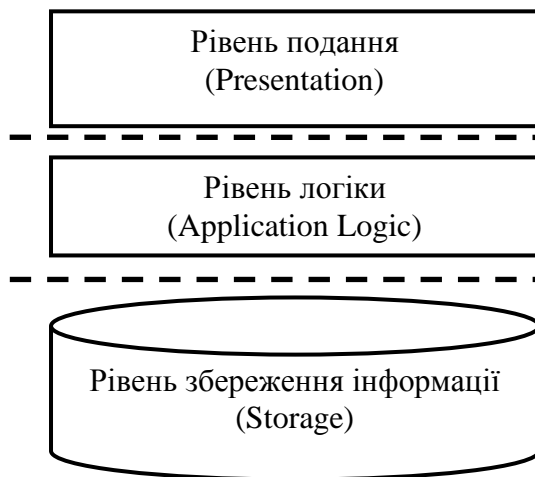 Рівень подання
(Presentation)
Рівень логіки
(Application Logic)
Рівень збереження інформації
(Storage)